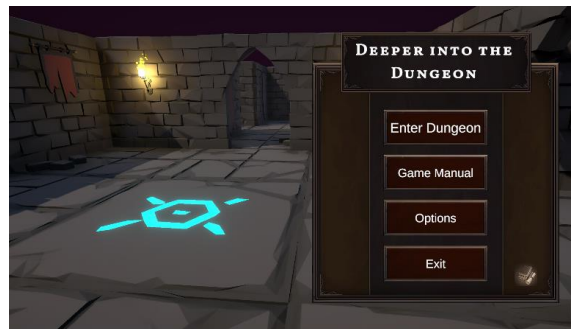 DEEPER INTO THE
DUNGEON
Enter Dungeon
Game Manual
Options
Exit